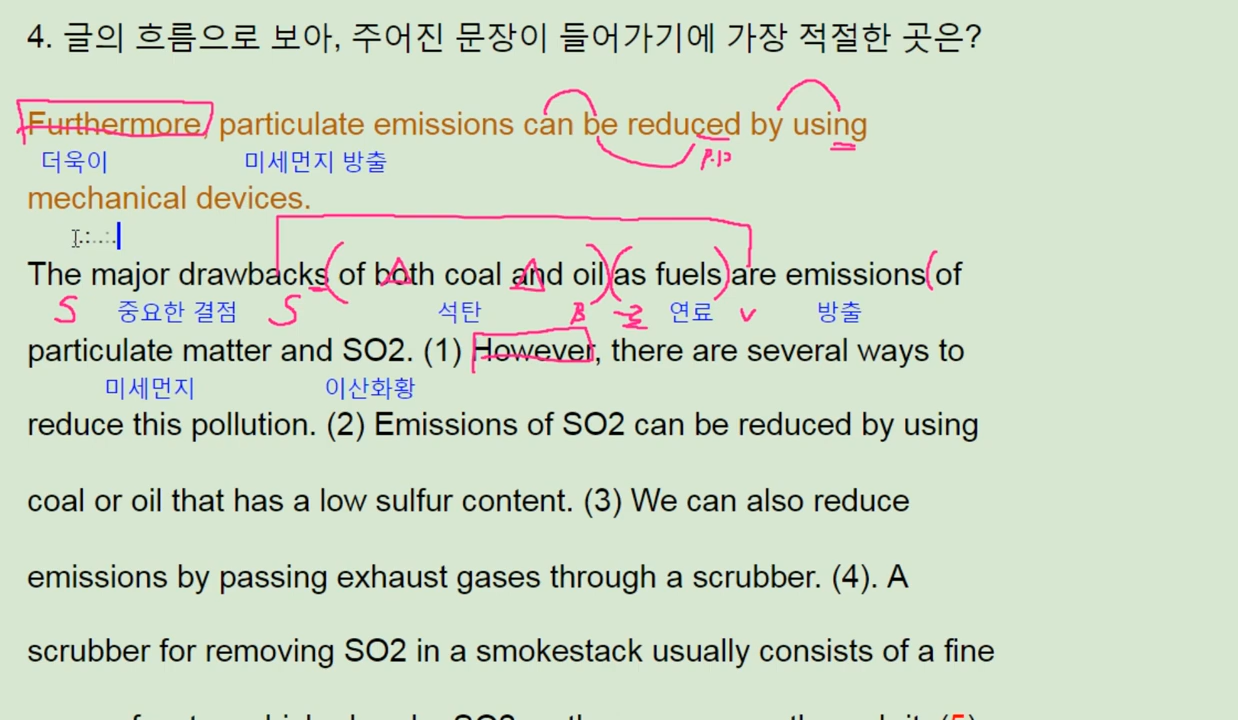 4. 글의 흐름으로 보아, 주어진 문장이 들어가기에 가장 적절한 곳은?
Furthermore, particulate emissions can be reduced by using
더욱이 미세먼지 방출 p.p
mechanical devices.
The major drawbacks of both coal and oil as fuels are emissions of
S 중요한 결점 S 석탄 B 로 연료 v 방출
particulate matter and SO2. (1) However, there are several ways to
미세먼지 이산화황
reduce this pollution. (2) Emissions of SO2 can be reduced by using
coal or oil that has a low sulfur content. (3) We can also reduce
emissions by passing exhaust gases through a scrubber. (4). A
scrubber for removing SO2 in a smokestack usually consists of a fine
(5)